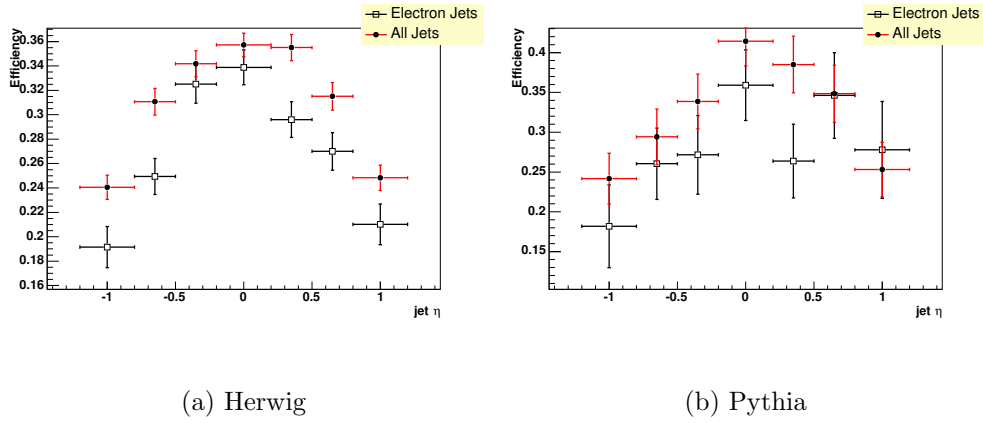 Electron Jets
All Jets
Efficiency
0.36
0.34
0.32
0.3
0.28
0.26
0.24
0.22
0.2
0.18
0.16
-1
-0.5
0
0.5
1
jet η
(a) Herwig
Electron Jets
All Jets
Efficiency
0.4
0.35
0.3
0.25
0.2
0.15
-1
-0.5
0
0.5
1
jet η
(b) Pythia